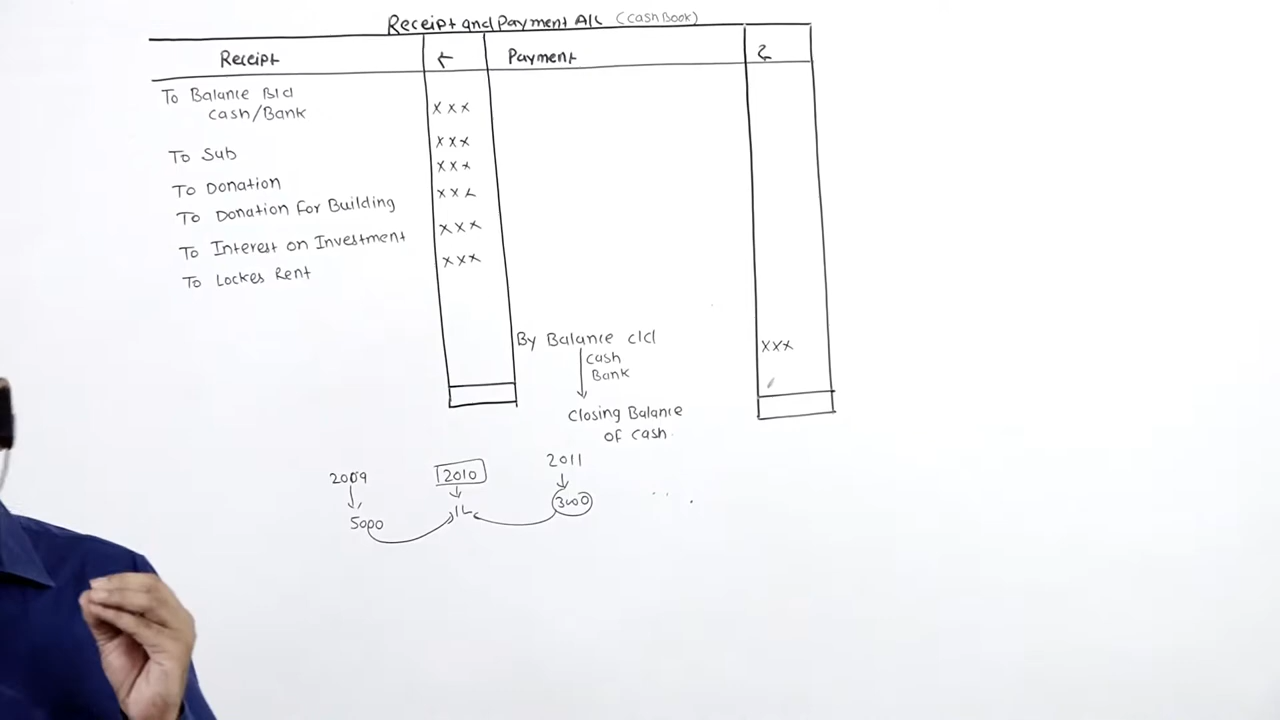 Receipt and Payment A/c (cash Book)
Receipt ₹ Payment ₹
To Balance B/d
cash/Bank xxx
To Sub xxx
To Donation xxx
To Donation for Building xxx
To Interest on Investment xxx
To Lockes Rent xxx
By Balance c/d xxx
cash
Bank
Closing Balance
of cash
2009 2010 2011
5000 1L 3000